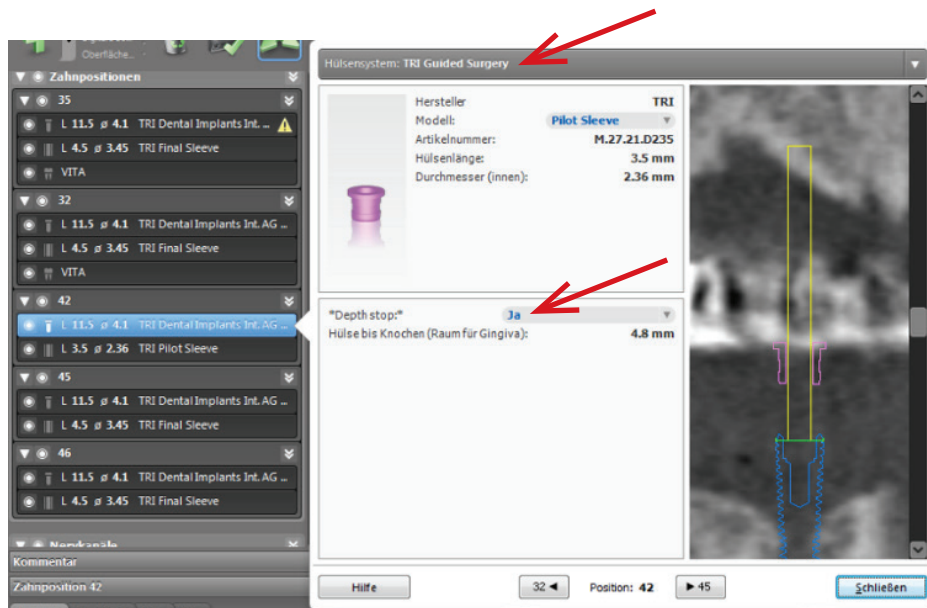 Oberfläche...
Zahnpositionen
35
L 11.5 ø 4.1 TRI Dental Implants Int. ...
L 4.5 ø 3.45 TRI Final Sleeve
VITA
32
L 11.5 ø 4.1 TRI Dental Implants Int. AG ...
L 4.5 ø 3.45 TRI Final Sleeve
VITA
42
L 11.5 ø 4.1 TRI Dental Implants Int. AG ...
L 3.5 ø 2.36 TRI Pilot Sleeve
45
L 11.5 ø 4.1 TRI Dental Implants Int. AG ...
L 4.5 ø 3.45 TRI Final Sleeve
46
L 11.5 ø 4.1 TRI Dental Implants Int. AG ...
L 4.5 ø 3.45 TRI Final Sleeve
Nervkanäle
Kommentar
Zahnposition 42
Hülsensystem: TRI Guided Surgery
Hersteller TRI
Modell: Pilot Sleeve
Artikelnummer: M.27.21.D235
Hülsenlänge: 3.5 mm
Durchmesser (innen): 2.36 mm
"Depth stop:" Ja
Hülse bis Knochen (Raum für Gingiva): 4.8 mm
Hilfe 32 Position: 42 45 Schließen